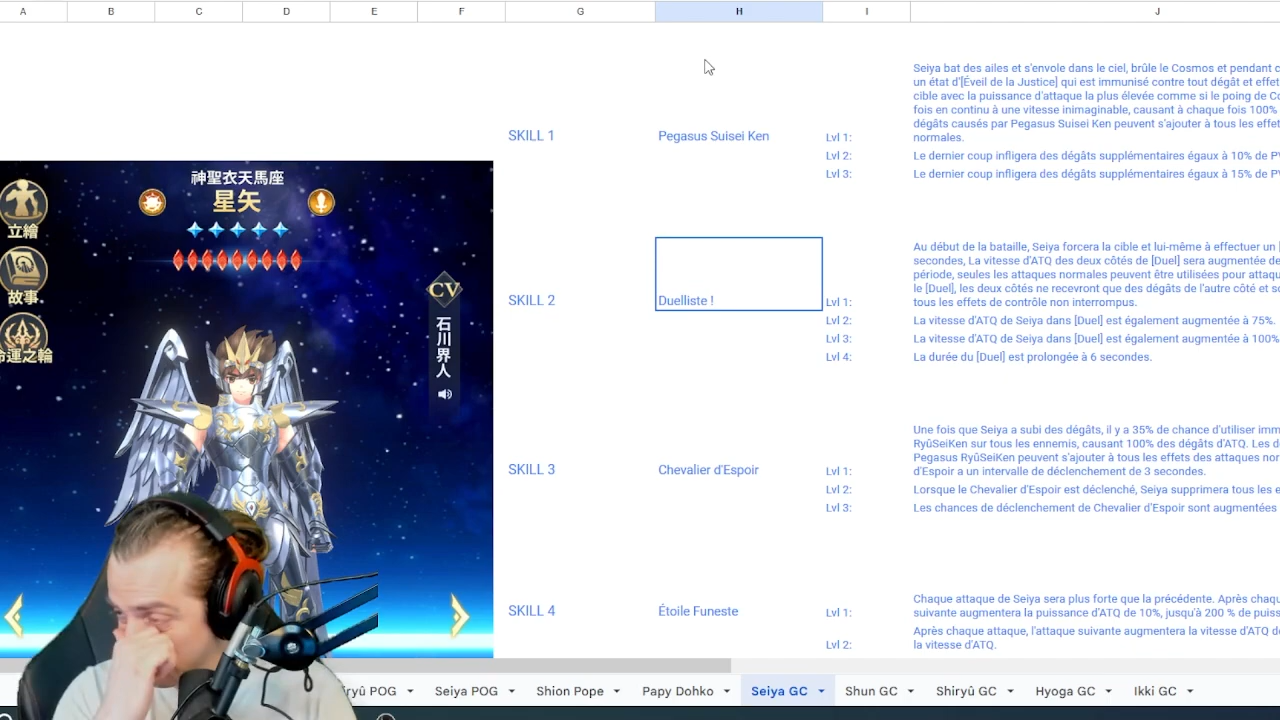 A B C D E F G H I J
Seiya bat des ailes et s'envole dans le ciel, brûle le Cosmos et pendant
un état d'[Éveil de la Justice] qui est immunisé contre tout dégât et effet
cible avec la puissance d'attaque la plus élevée comme si le poing de
fois en continu à une vitesse inimaginable, causant à chaque fois 100%
dégâts causés par Pegasus Suisei Ken peuvent s'ajouter à tous les
SKILL 1 Pegasus Suisei Ken Lvl 1: normales.
Lvl 2: Le dernier coup infligera des dégâts supplémentaires égaux à 10% de
Lvl 3: Le dernier coup infligera des dégâts supplémentaires égaux à 15% de
神聖衣天馬座
星矢
立繪
故事
命運之輪
CV
石川界人
Au début de la bataille, Seiya forcera la cible et lui-même à effectuer un
secondes, La vitesse d'ATQ des deux côtés de [Duel] sera augmentée de
période, seules les attaques normales peuvent être utilisées pour
le [Duel], les deux côtés ne recevront que des dégâts de l'autre côté et
SKILL 2 Duelliste ! Lvl 1: tous les effets de contrôle non interrompus.
Lvl 2: La vitesse d'ATQ de Seiya dans [Duel] est également augmentée à 75%.
Lvl 3: La vitesse d'ATQ de Seiya dans [Duel] est également augmentée à 100%
Lvl 4: La durée du [Duel] est prolongée à 6 secondes.
Une fois que Seiya a subi des dégâts, il y a 35% de chance d'utiliser
RyûSeiKen sur tous les ennemis, causant 100% des dégâts d'ATQ. Les
Pegasus RyûSeiKen peuvent s'ajouter à tous les effets des attaques
SKILL 3 Chevalier d'Espoir Lvl 1: d'Espoir a un intervalle de déclenchement de 3 secondes.
Lvl 2: Lorsque le Chevalier d'Espoir est déclenché, Seiya supprimera tous les
Lvl 3: Les chances de déclenchement de Chevalier d'Espoir sont augmentées
Chaque attaque de Seiya sera plus forte que la précédente. Après
SKILL 4 Étoile Funeste Lvl 1: suivante augmentera la puissance d'ATQ de 10%, jusqu'à 200 % de
Après chaque attaque, l'attaque suivante augmentera la vitesse d'ATQ
Lvl 2: la vitesse d'ATQ.
POG Seiya POG Shion Pope Papy Dohko Seiya GC Shun GC Shiryû GC Hyoga GC Ikki GC